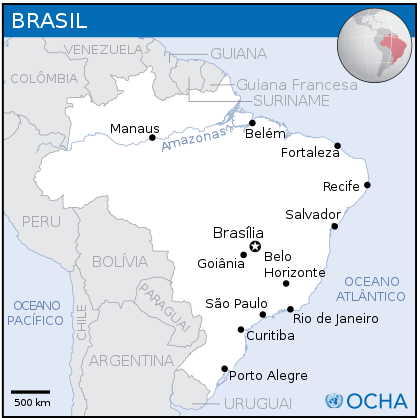 BRASIL
VENEZUELA
GUIANA
COLÔMBIA
Guiana Francesa
SURINAME
Manaus
Amazonas
Belém
Fortaleza
Recife
PERU
Salvador
Brasília
BOLÍVIA
Goiânia
Belo
Horizonte
OCEANO
ATLÂNTICO
PARAGUAI
OCEANO
PACÍFICO
São Paulo
Rio de Janeiro
CHILE
Curitiba
ARGENTINA
Porto Alegre
500 km
URUGUAI
OCHA